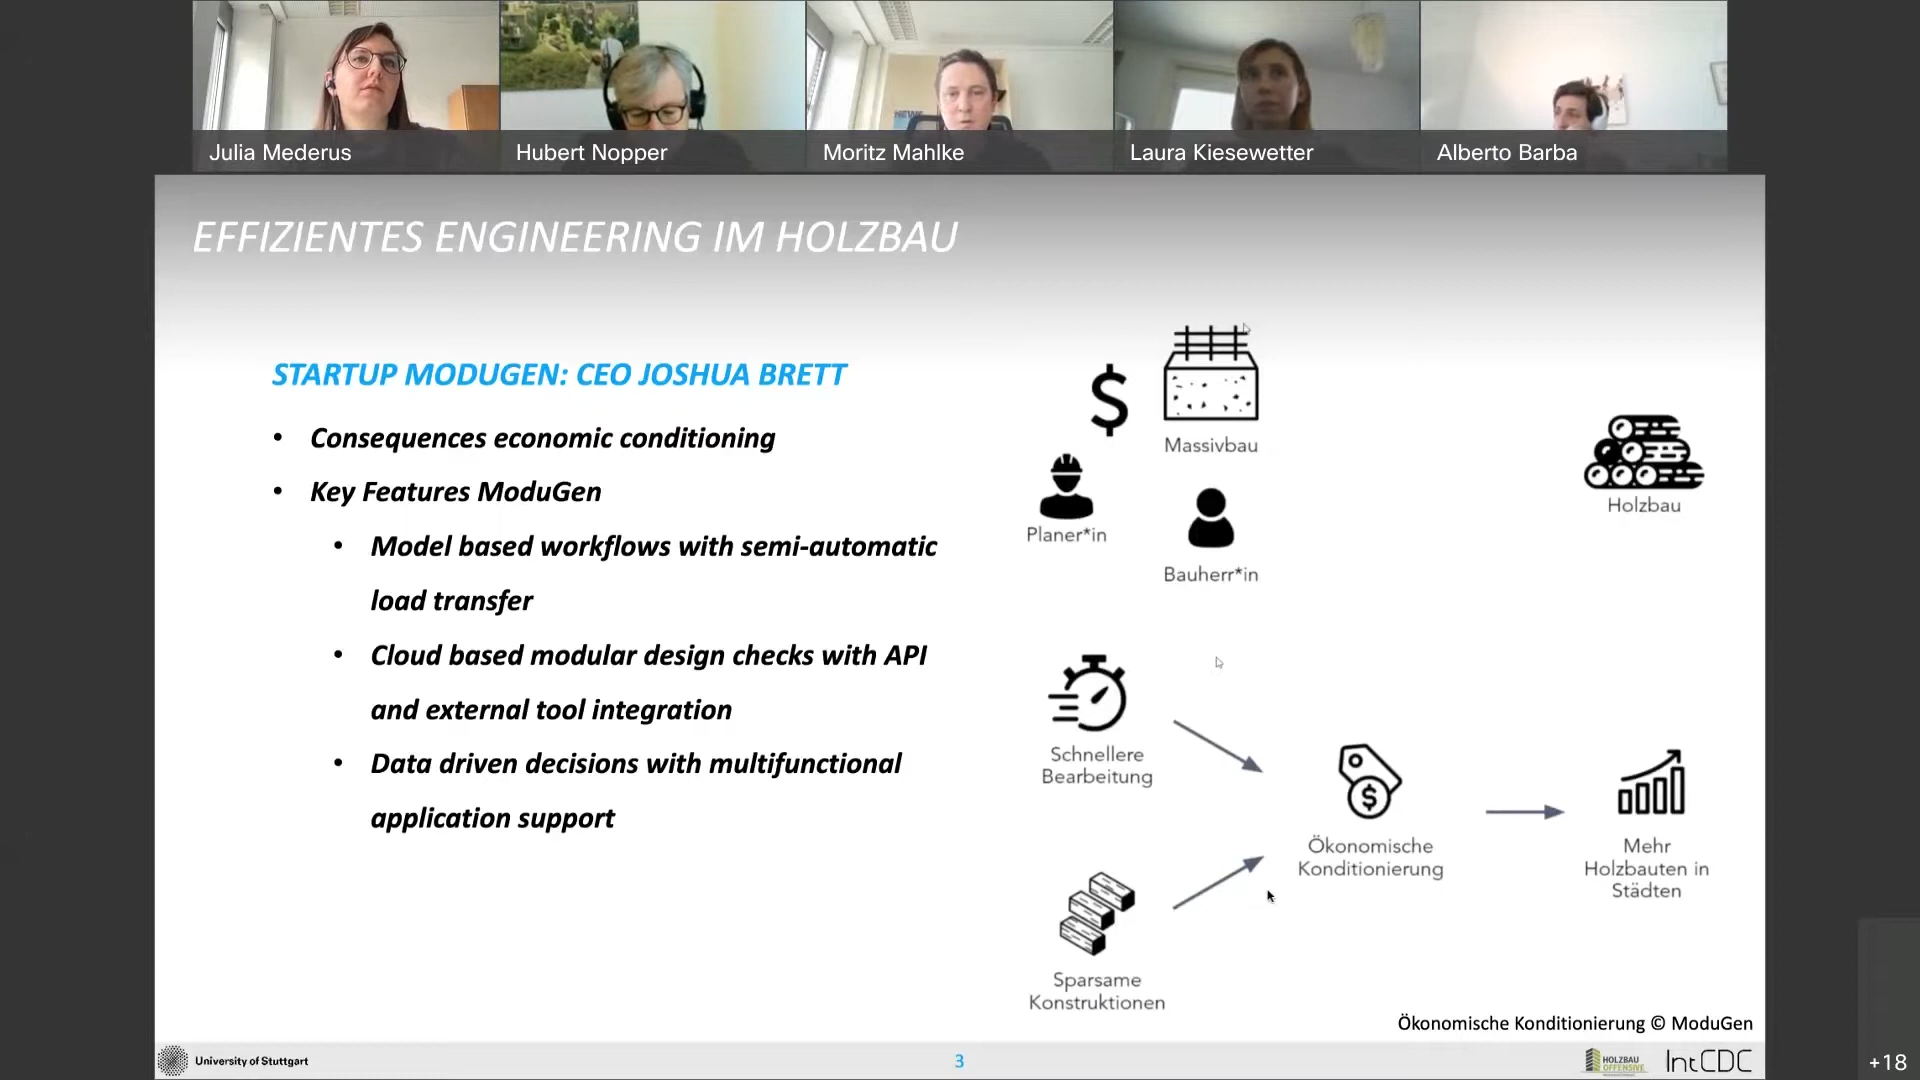 Julia Mederus
Hubert Nopper
Moritz Mahlke
Laura Kiesewetter
Alberto Barba
EFFIZIENTES ENGINEERING IM HOLZBAU
STARTUP MODUGEN: CEO JOSHUA BRETT
• Consequences economic conditioning
• Key Features ModuGen
• Model based workflows with semi-automatic
load transfer
• Cloud based modular design checks with API
and external tool integration
• Data driven decisions with multifunctional
application support
$
Massivbau
Planer*in
Bauherr*in
Holzbau
Schnellere
Bearbeitung
$
Ökonomische
Konditionierung
Mehr
Holzbauten in
Städten
Sparsame
Konstruktionen
Ökonomische Konditionierung © ModuGen
University of Stuttgart
3
HOLZBAU
OFFENSIVE
IntCDC
+18